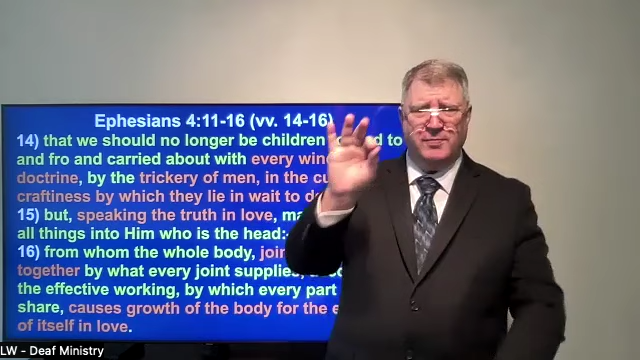 Ephesians 4:11-16 (vv. 14-16)
14) that we should no longer be children to
and fro and carried about with every
doctrine, by the trickery of men, in the
craftiness by which they lie in wait to
15) but, speaking the truth in love,
all things into Him who is the head:
16) from whom the whole body,
together by what every joint supplies,
the effective working, by which every part
share, causes growth of the body for the
of itself in love.
LW - Deaf Ministry